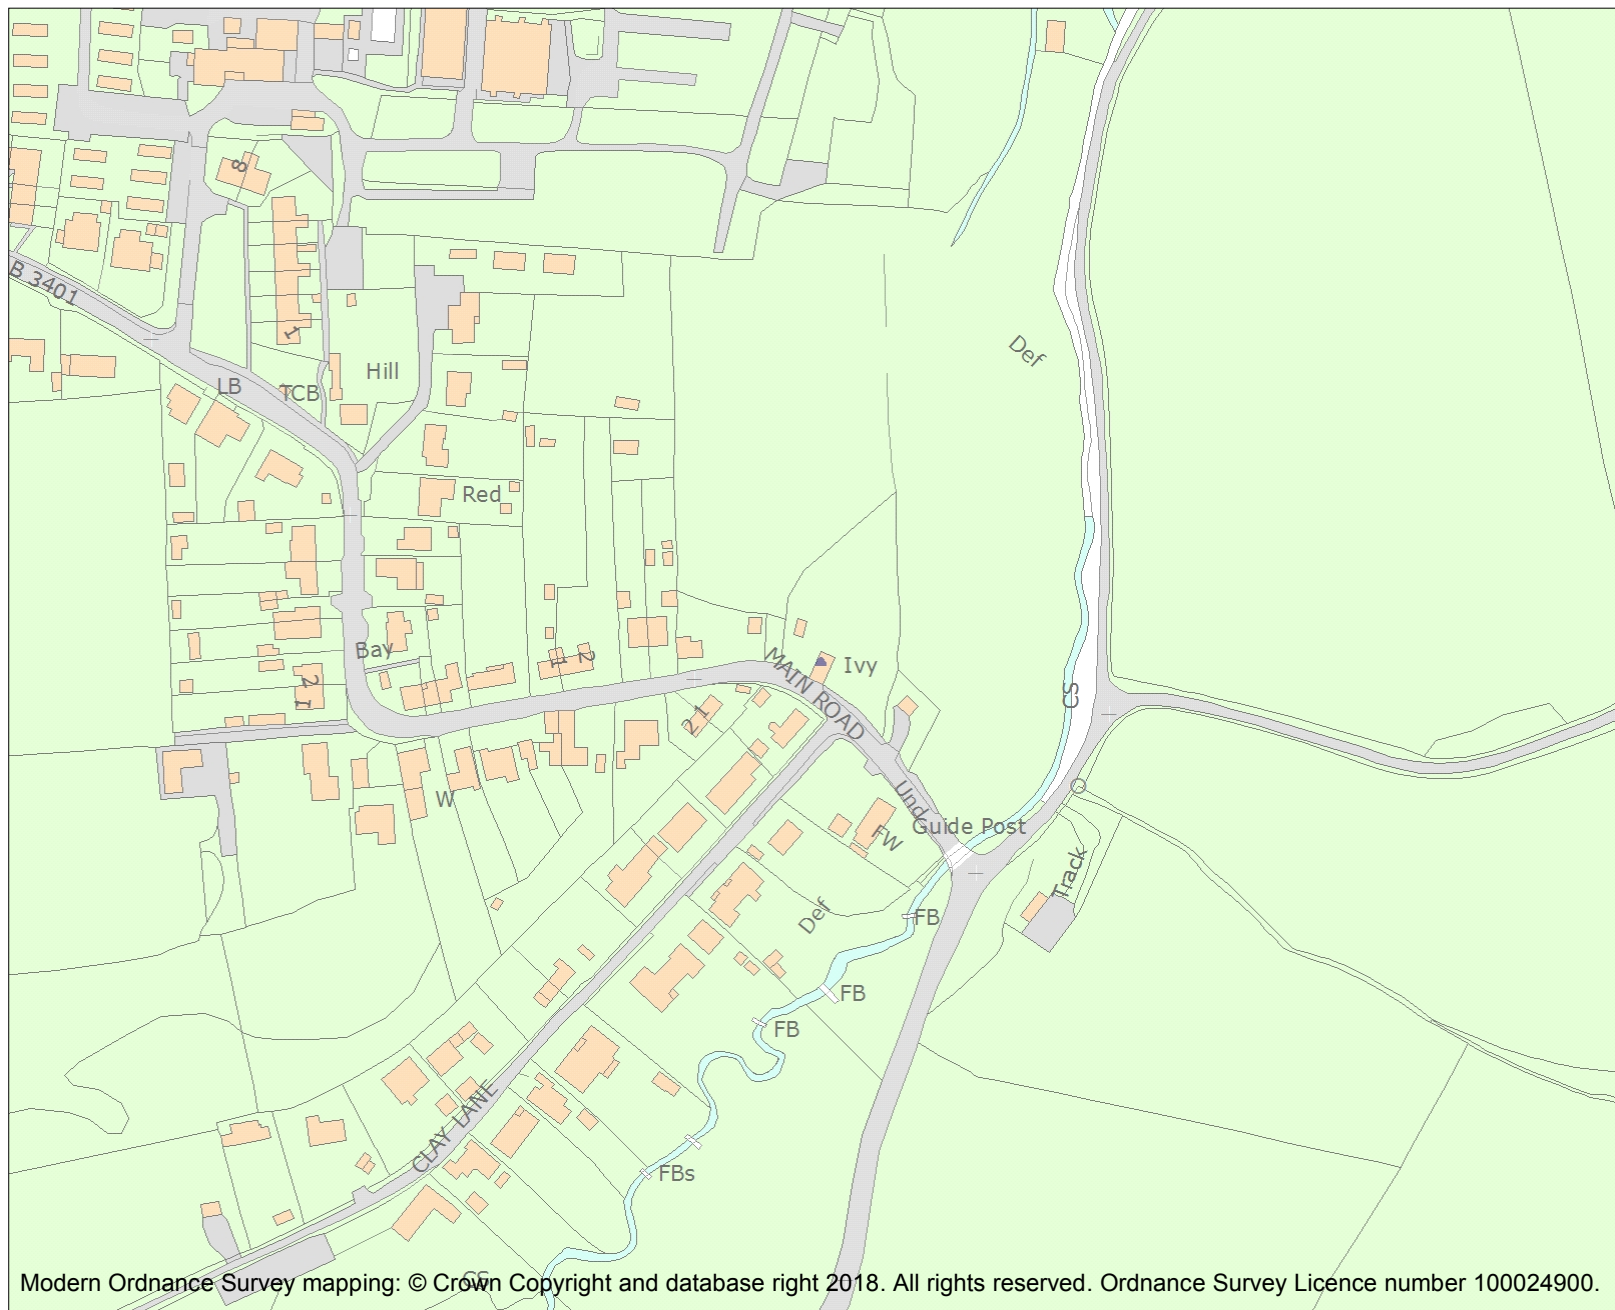 8
B 3401
1
Def
Hill
LB
TCB
Red
Bay
2
1
2
1
MAIN ROAD
Ivy
CS
2 1
W
Und
FW
Guide Post
O
Track
Def
FB
FB
FB
CLAY LANE
FBs
CS
Modern Ordnance Survey mapping: © Crown Copyright and database right 2018. All rights reserved. Ordnance Survey Licence number 100024900.